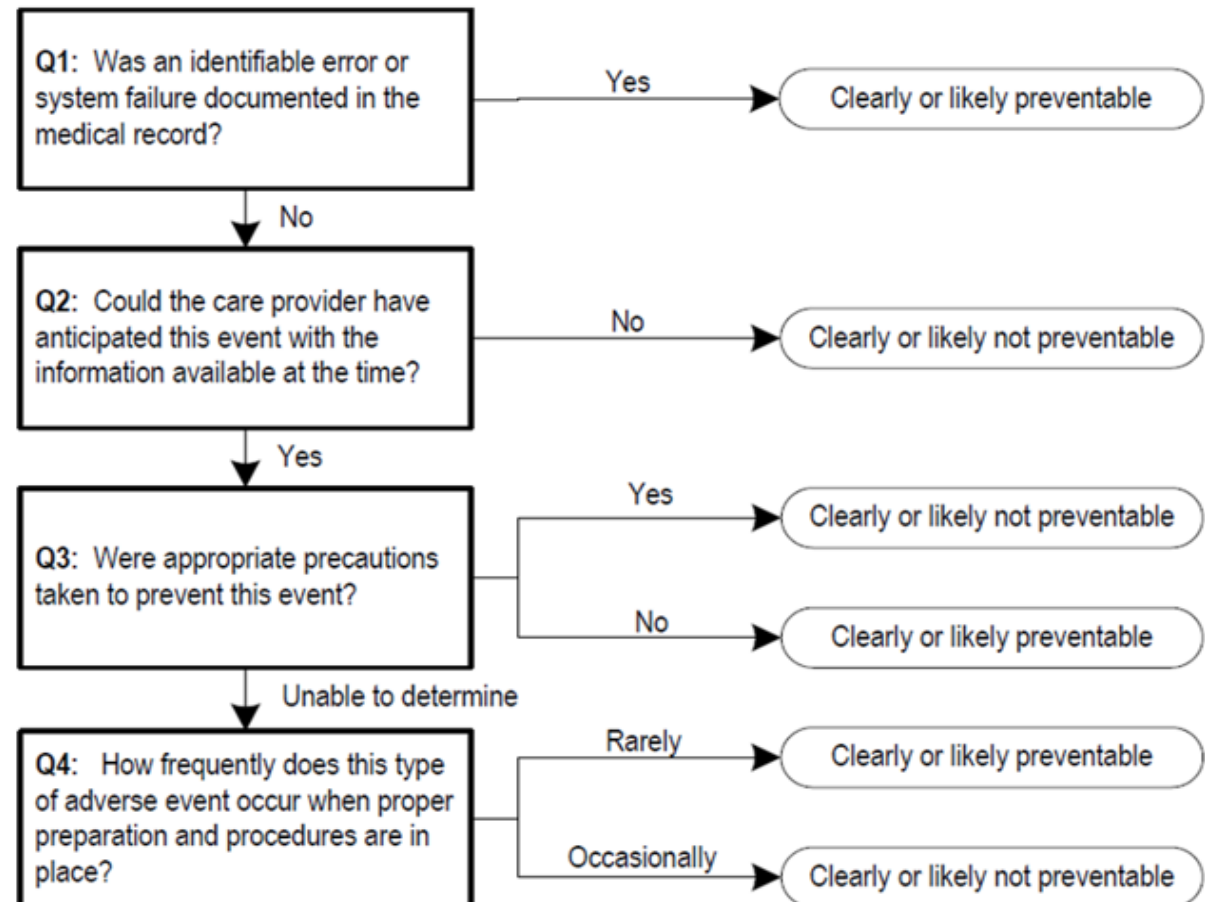 Q1: Was an identifiable error or
system failure documented in the
medical record?
Yes
Clearly or likely preventable
No
Q2: Could the care provider have
anticipated this event with the
information available at the time?
No
Clearly or likely not preventable
Yes
Q3: Were appropriate precautions
taken to prevent this event?
Yes
Clearly or likely not preventable
No
Clearly or likely preventable
Unable to determine
Q4: How frequently does this type
of adverse event occur when proper
preparation and procedures are in
place?
Rarely
Clearly or likely preventable
Occasionally
Clearly or likely not preventable